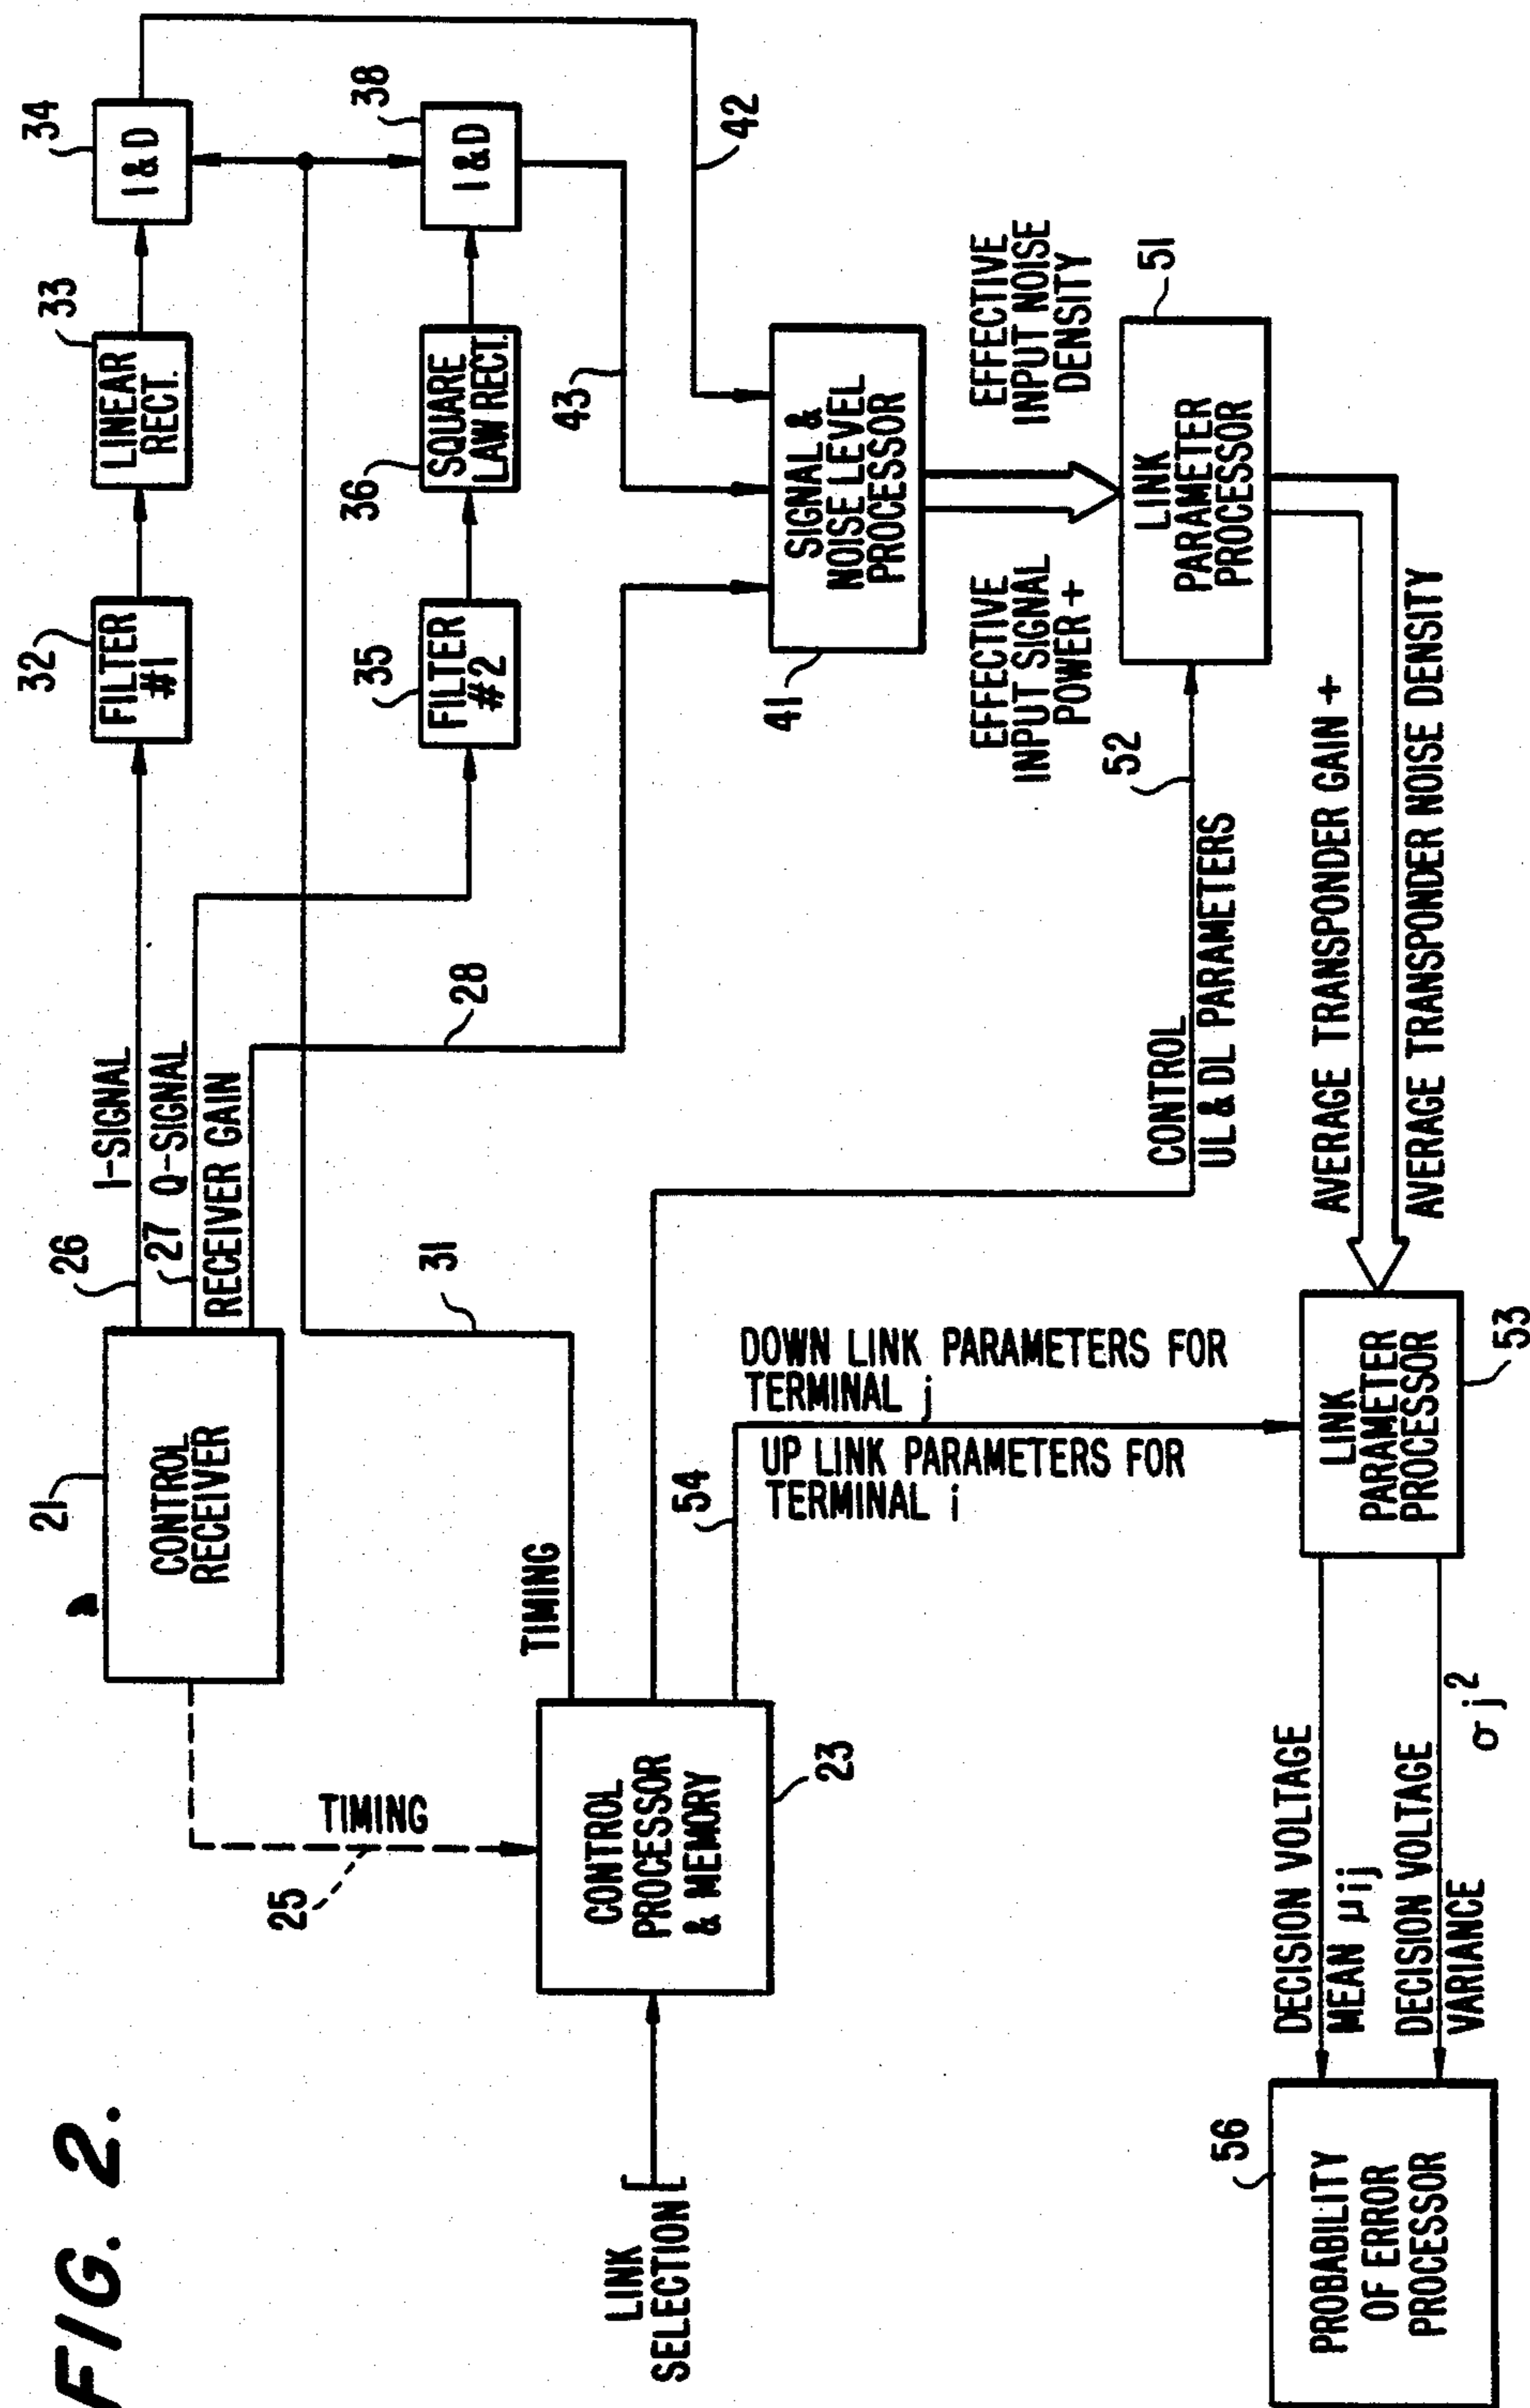 FIG. 2.
21
CONTROL
RECEIVER
26
I-SIGNAL
27
Q-SIGNAL
RECEIVER GAIN
28
32
FILTER
#1
33
LINEAR
RECT.
34
I & D
35
FILTER
#2
36
SQUARE
LAW RECT.
38
I & D
25
TIMING
TIMING
31
43
42
LINK
SELECTION
CONTROL
PROCESSOR
& MEMORY
23
41
SIGNAL &
NOISE LEVEL
PROCESSOR
EFFECTIVE
INPUT SIGNAL
POWER +
EFFECTIVE
INPUT NOISE
DENSITY
54
DOWN LINK PARAMETERS FOR
TERMINAL j
UP LINK PARAMETERS FOR
TERMINAL i
CONTROL
UL & DL PARAMETERS
52
LINK
PARAMETER
PROCESSOR
51
AVERAGE TRANSPONDER GAIN +
AVERAGE TRANSPONDER NOISE DENSITY
56
PROBABILITY
OF ERROR
PROCESSOR
DECISION VOLTAGE
MEAN μij
DECISION VOLTAGE
VARIANCE
σj²
LINK
PARAMETER
PROCESSOR
53